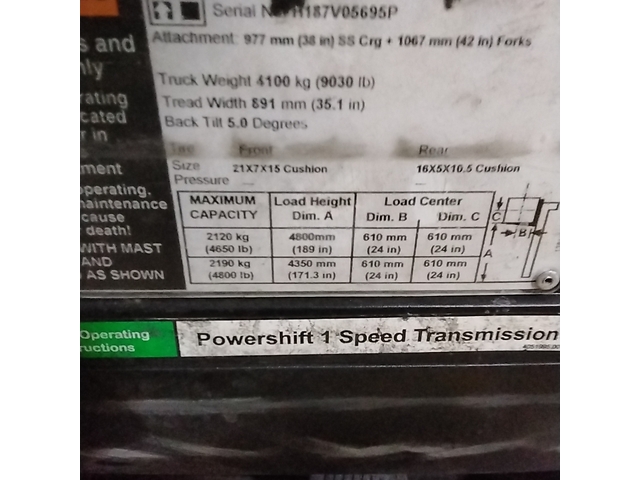 Serial No. H187V05695P
Attachment 977 mm (38 in) SS Crg + 1067 mm (42 in) Forks
s and
nly
Truck Weight 4100 kg (9030 lb)
rating
Tread Width 891 mm (35.1 in)
cated
Back Tilt 5.0 Degrees
r in
Tire Front Rear
ment
Size 21X7X15 Cushion 16X5X10.5 Cushion
Pressure
operating.
maintenance
cause
death!
WITH MAST
AND
AS SHOWN
MAXIMUM CAPACITY Load Height Dim. A Load Center Dim. B Dim. C
2120 kg 4800mm 610 mm 610 mm
(4650 lb) (189 in) (24 in) (24 in)
2190 kg 4350 mm 610 mm 610 mm
(4800 lb) (171.3 in) (24 in) (24 in)
C
B
A
Operating
ructions
Powershift 1 Speed Transmission